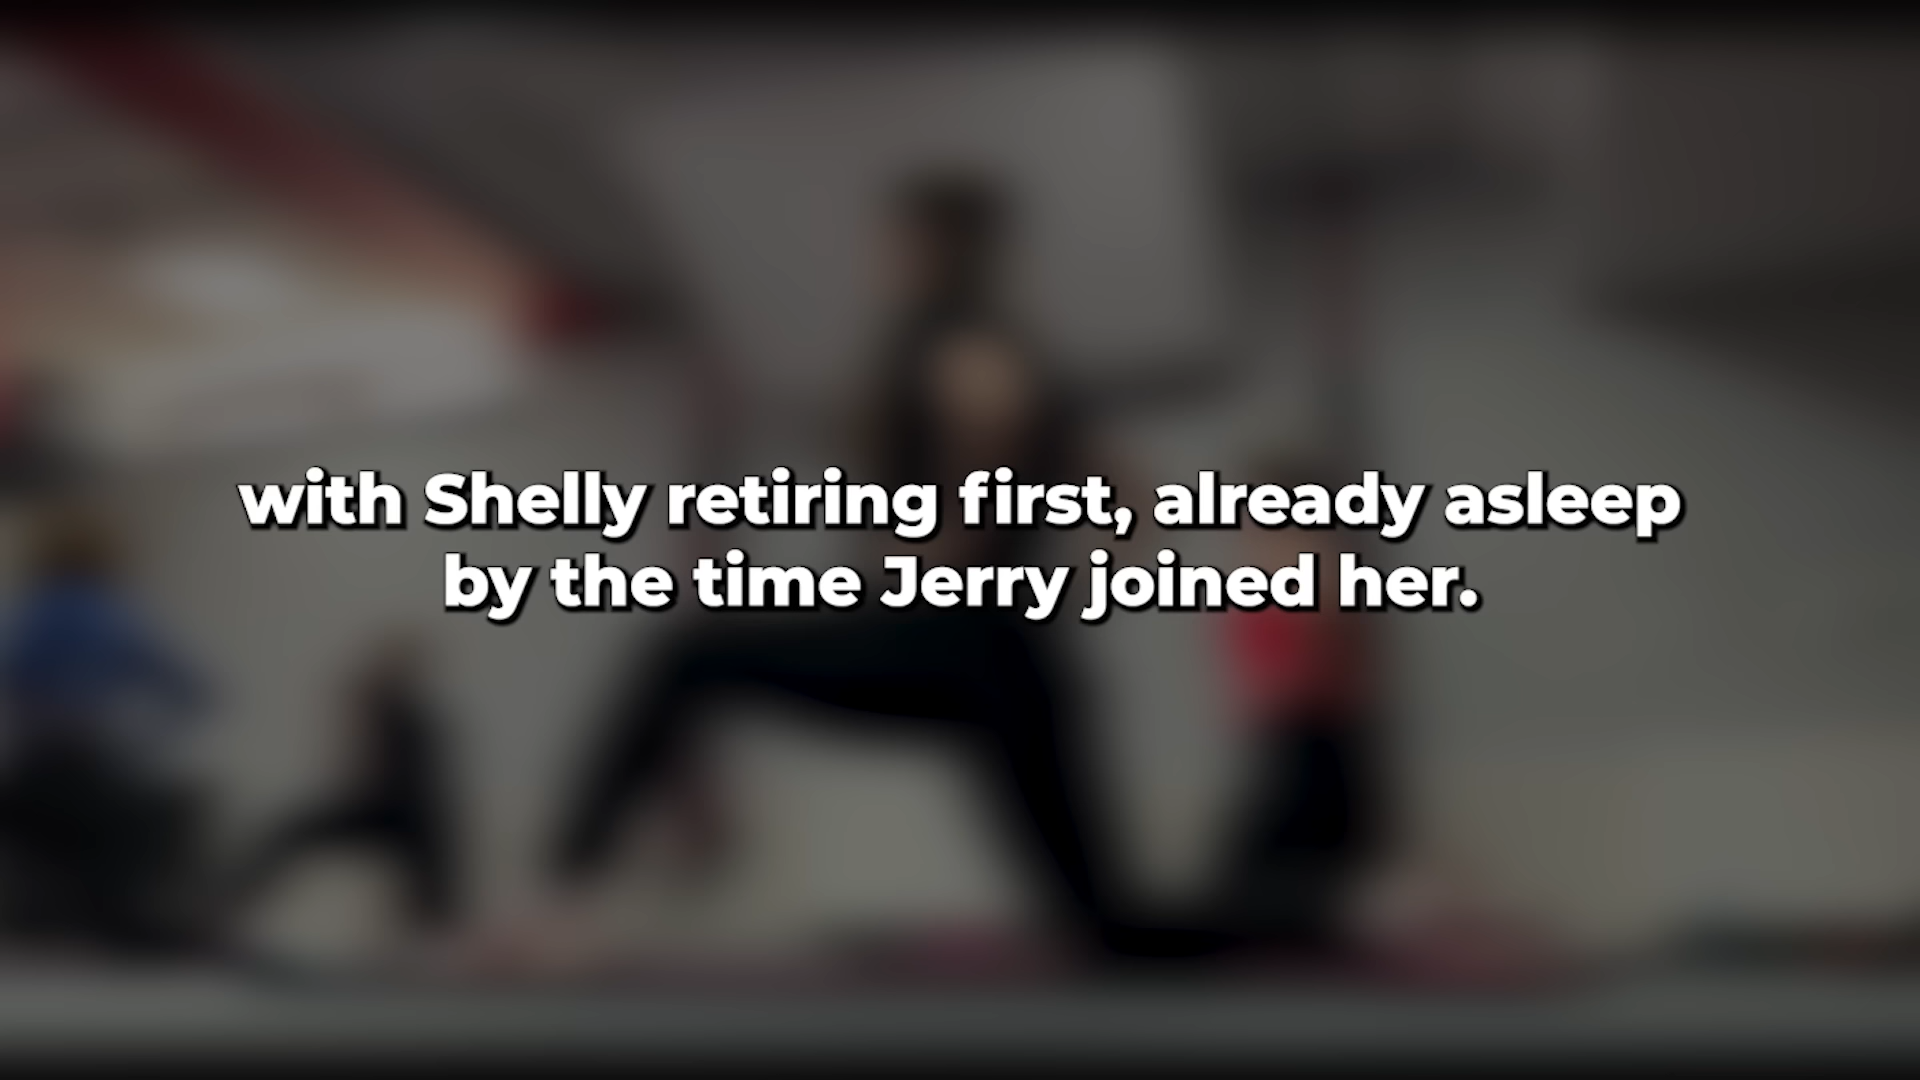 with Shelly retiring first, already asleep
by the time Jerry joined her.